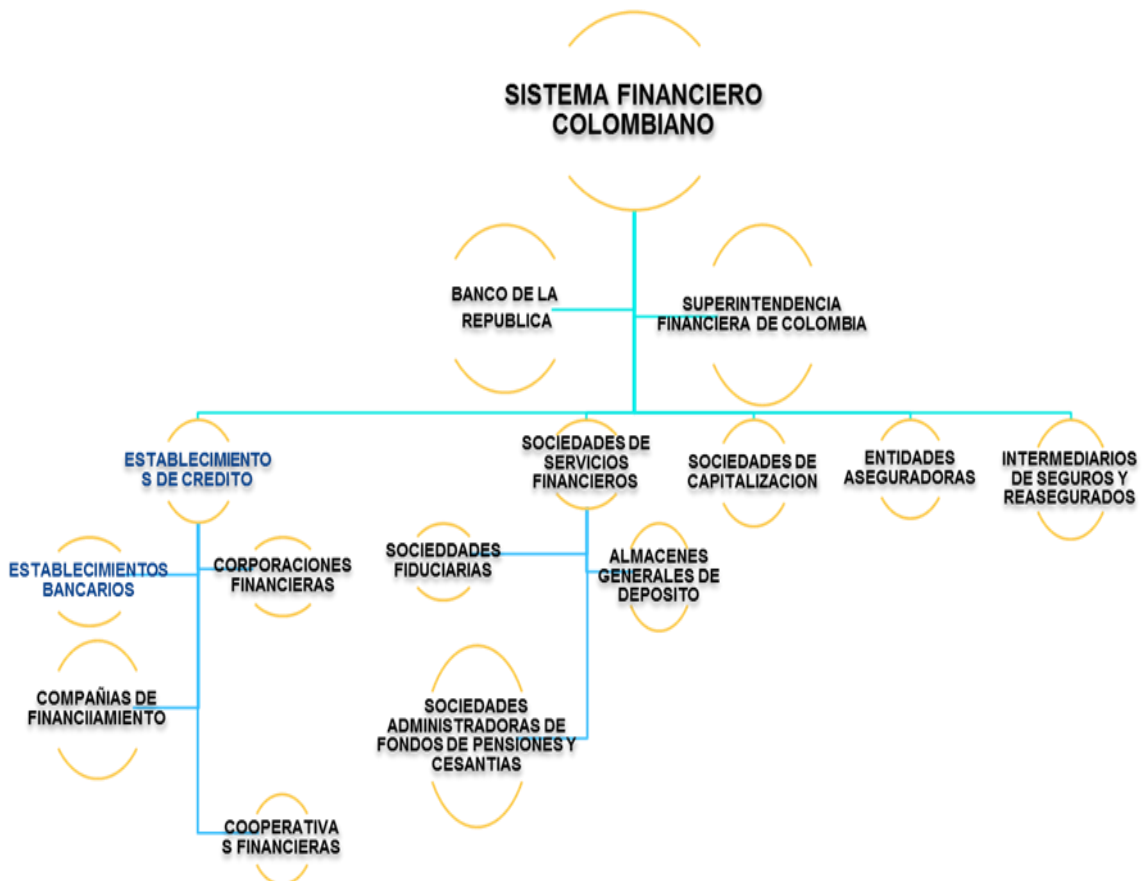 SISTEMA FINANCIERO
COLOMBIANO
BANCO DE LA
REPUBLICA
SUPERINTENDENCIA
FINANCIERA DE COLOMBIA
ESTABLECIMIENTO
S DE CREDITO
SOCIEDADES DE
SERVICIOS
FINANCIEROS
SOCIEDADES DE
CAPITALIZACION
ENTIDADES
ASEGURADORAS
INTERMEDIARIOS
DE SEGUROS Y
REASEGURADOS
ESTABLECIMIENTOS
BANCARIOS
CORPORACIONES
FINANCIERAS
SOCIEDDADES
FIDUCIARIAS
ALMACENES
GENERALES DE
DEPOSITO
COMPAÑIAS DE
FINANCIIAMIENTO
SOCIEDADES
ADMINISTRADORAS DE
FONDOS DE PENSIONES Y
CESANTIAS
COOPERATIVA
S FINANCIERAS